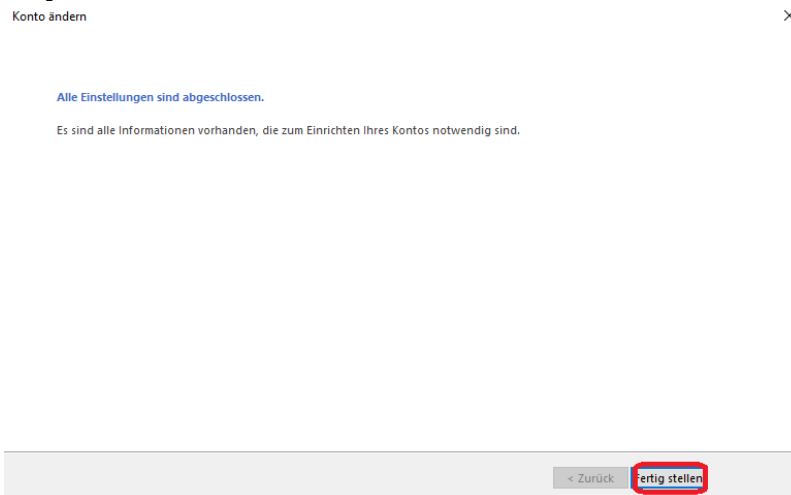 Konto ändern
Alle Einstellungen sind abgeschlossen.
Es sind alle Informationen vorhanden, die zum Einrichten Ihres Kontos notwendig sind.
< Zurück
Fertig stellen